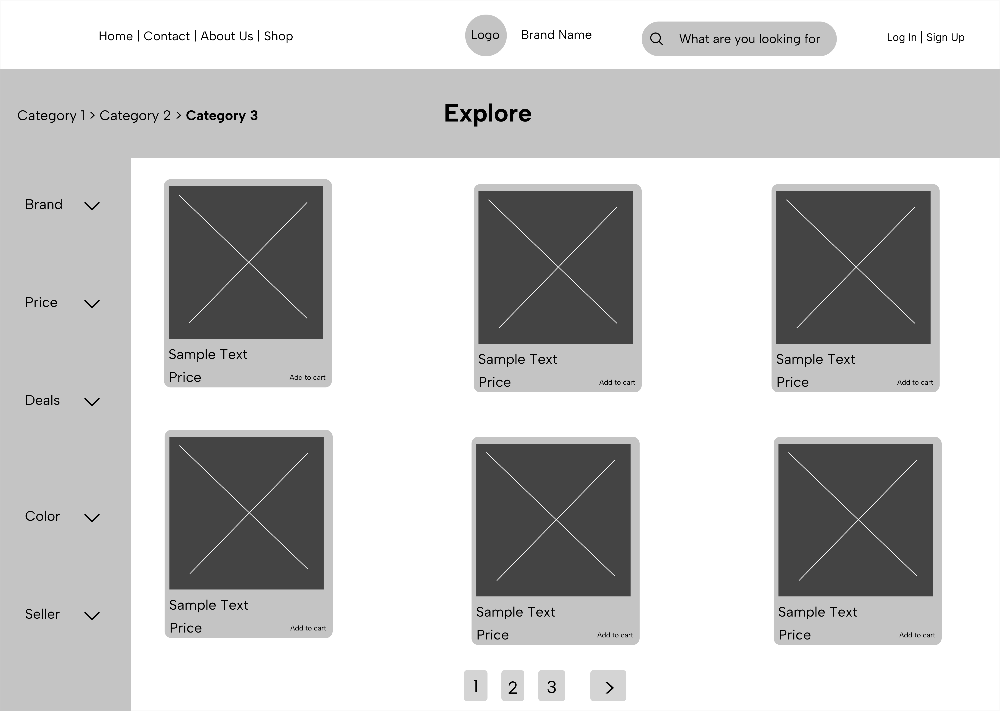 Home | Contact | About Us | Shop
Logo
Brand Name
What are you looking for
Log In | Sign Up
Category 1 > Category 2 > Category 3
Explore
Brand
Price
Deals
Color
Seller
Sample Text
Price
Add to cart
Sample Text
Price
Add to cart
Sample Text
Price
Add to cart
Sample Text
Price
Add to cart
Sample Text
Price
Add to cart
Sample Text
Price
Add to cart
1 2 3 >